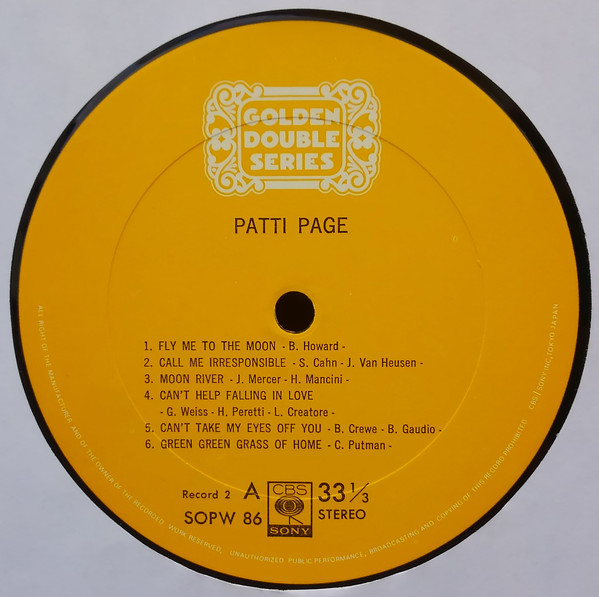 GOLDEN
DOUBLE
SERIES
PATTI PAGE
1. FLY ME TO THE MOON - B. Howard -
2. CALL ME IRRESPONSIBLE - S. Cahn - J. Van Heusen -
3. MOON RIVER - J. Mercer - H. Mancini -
4. CAN'T HELP FALLING IN LOVE
- G. Weiss - H. Peretti - L. Creatore -
5. CAN'T TAKE MY EYES OFF YOU - B. Crewe - B. Gaudio -
6. GREEN GREEN GRASS OF HOME - C. Putman -
Record 2 A
SOPW 86
CBS
SONY
33 1/3
STEREO
ALL RIGHT OF THE MANUFACTURER AND OF THE OWNER OF THE RECORDED WORK RESERVED, UNAUTHORIZED PUBLIC PERFORMANCE, BROADCASTING AND COPYING OF THIS RECORD PROHIBITED CBS/SONY INC. TOKYO JAPAN